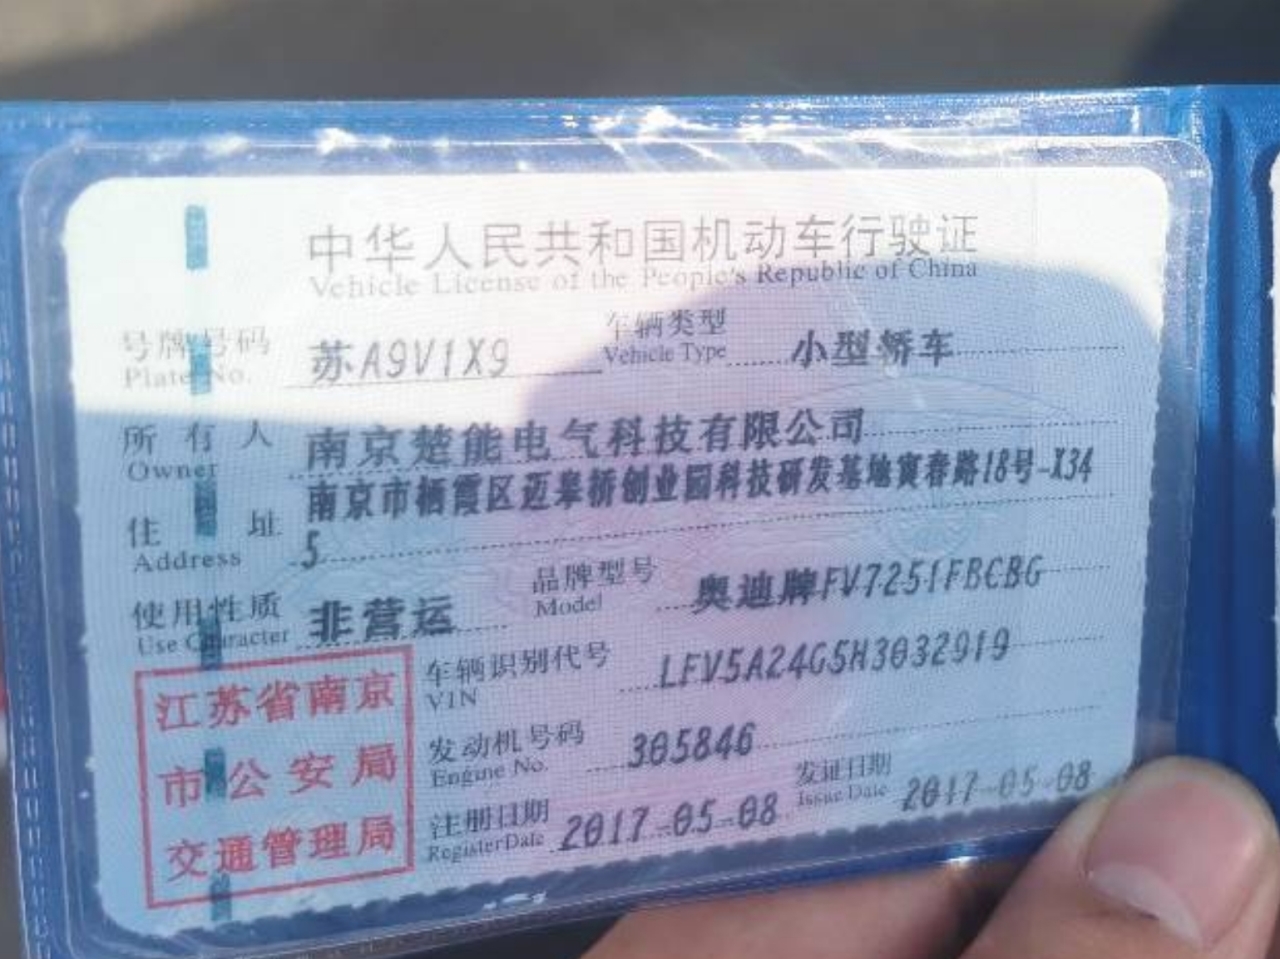 中华人民共和国机动车行驶证
Vehicle License of the People's Republic of China
号牌号码 苏A9V1X9 车辆类型 小型轿车
Plate No. Vehicle Type
所有人 南京楚能电气科技有限公司
Owner
住址 南京市栖霞区迈皋桥创业园科技研发基地寅春路18号-X34
Address 5
使用性质 非营运 品牌型号 奥迪牌FV7251FBCBG
Use Character Model
车辆识别代号 LFV5A24G5H3032919
VIN
发动机号码 305846
Engine No.
注册日期 2017-05-08 发证日期 2017-05-08
Register Date Issue Date
江苏省南京
市公安局
交通管理局